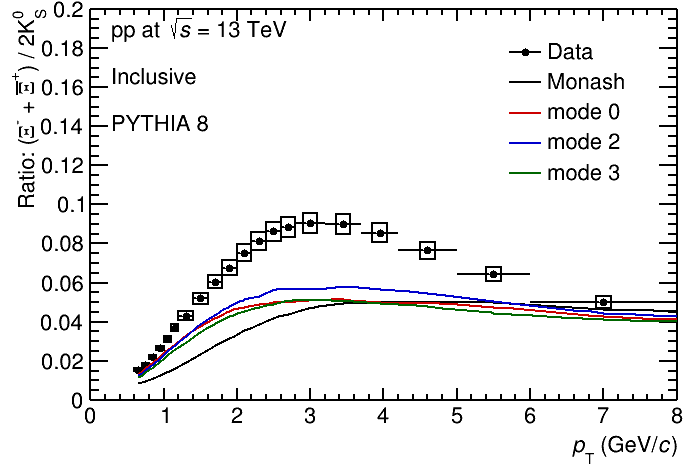 Ratio: (Ξ⁻ + Ξ̅⁺) / 2K⁰_S
0.2
0.18
0.16
0.14
0.12
0.1
0.08
0.06
0.04
0.02
0
pp at √s = 13 TeV
Inclusive
PYTHIA 8
Data
Monash
mode 0
mode 2
mode 3
0 1 2 3 4 5 6 7 8
p_T (GeV/c)